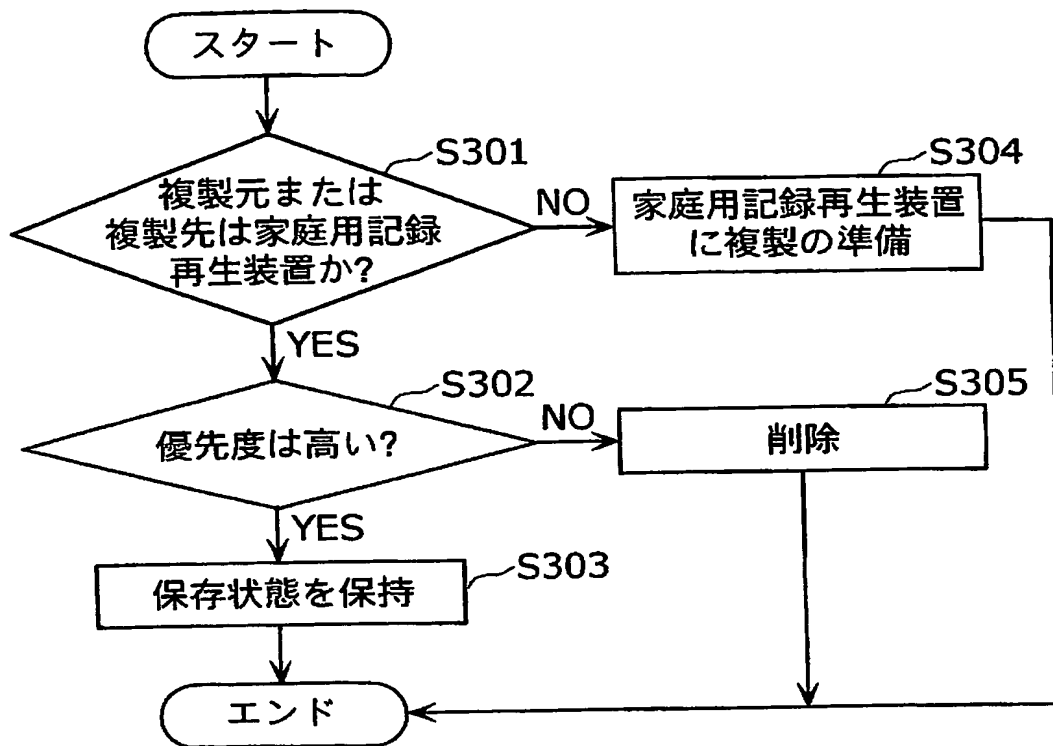 スタート
S301
複製元または
複製先は家庭用記録
再生装置か?
NO
S304
家庭用記録再生装置
に複製の準備
YES
S302
優先度は高い?
NO
S305
削除
YES
S303
保存状態を保持
エンド